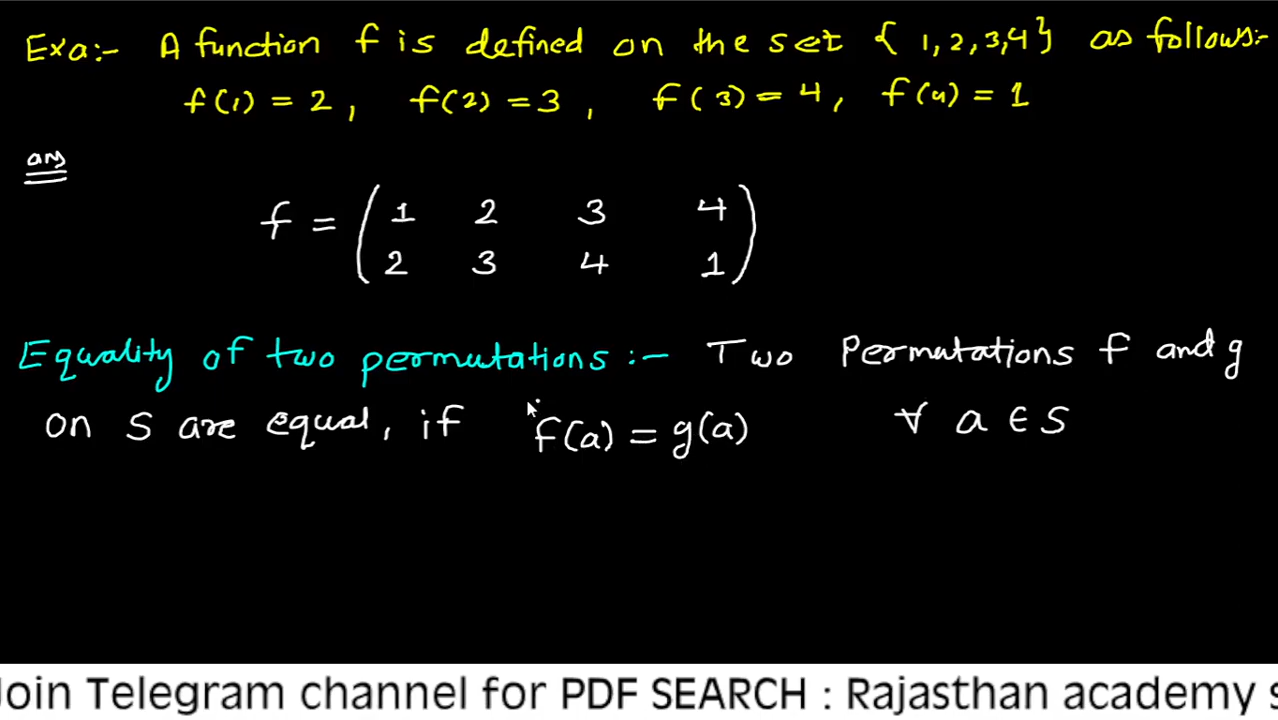 Exa:- A function f is defined on the set { 1,2,3,4} as follows:-
f(1) = 2, f(2) = 3, f(3) = 4, f(4) = 1
ans
f = ( 1 2 3 4
2 3 4 1 )
Equality of two permutations :- Two Permutations f and g
on S are equal, if f(a) = g(a) ∀ a ∈ S
Join Telegram channel for PDF SEARCH : Rajasthan academy s